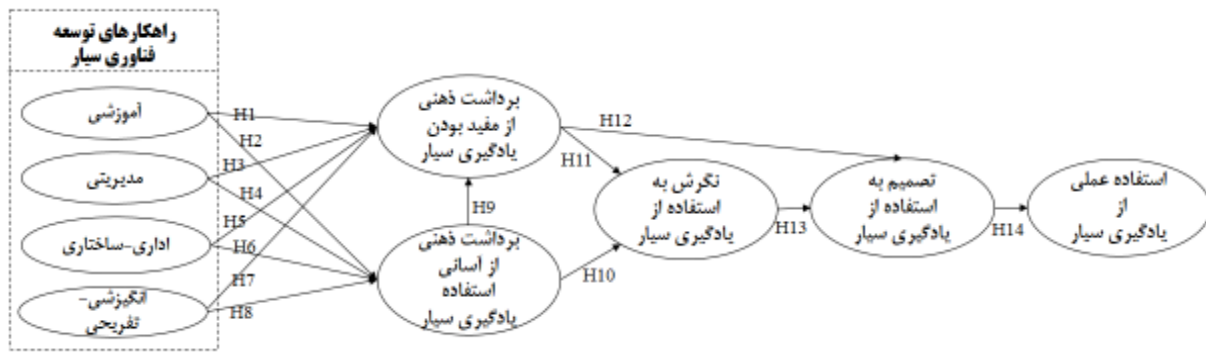 راهکارهای توسعه
فناوری سیار
آموزشی
مدیریتی
اداری-ساختاری
انگیزشی-
تفریحی
H1
H2
H3
H4
H5
H6
H7
H8
برداشت ذهنی
از مفید بودن
یادگیری سیار
H9
برداشت ذهنی
از آسانی
استفاده
یادگیری سیار
H12
H11
H10
نگرش به
استفاده از
یادگیری سیار
H13
تصمیم به
استفاده از
یادگیری سیار
H14
استفاده عملی
از
یادگیری سیار